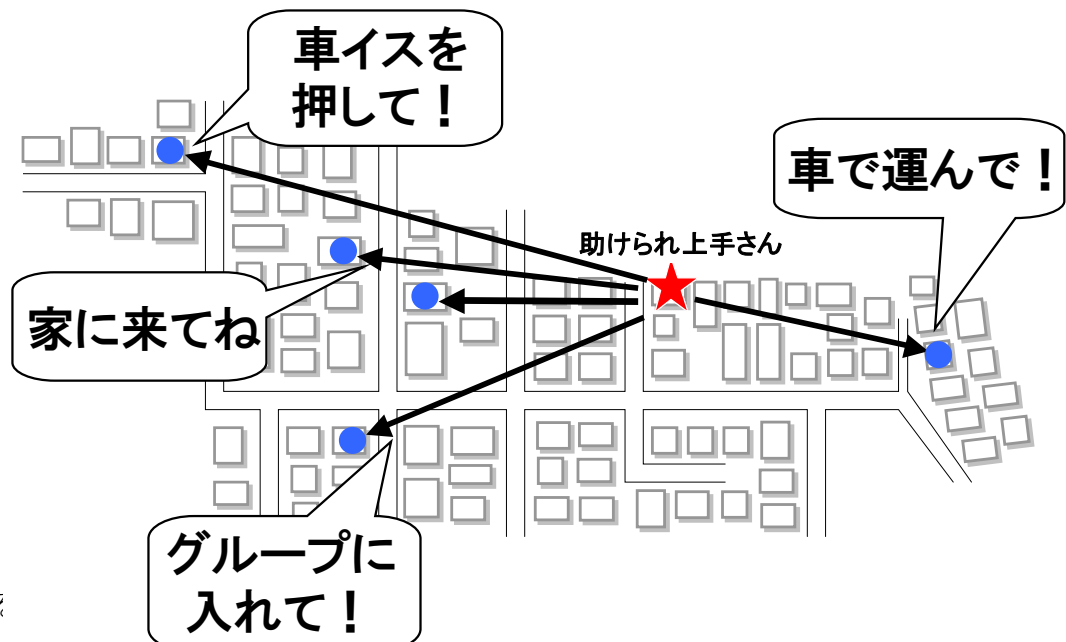 車イスを
押して！
車で運んで！
助けられ上手さん
家に来てね
グループに
入れて！